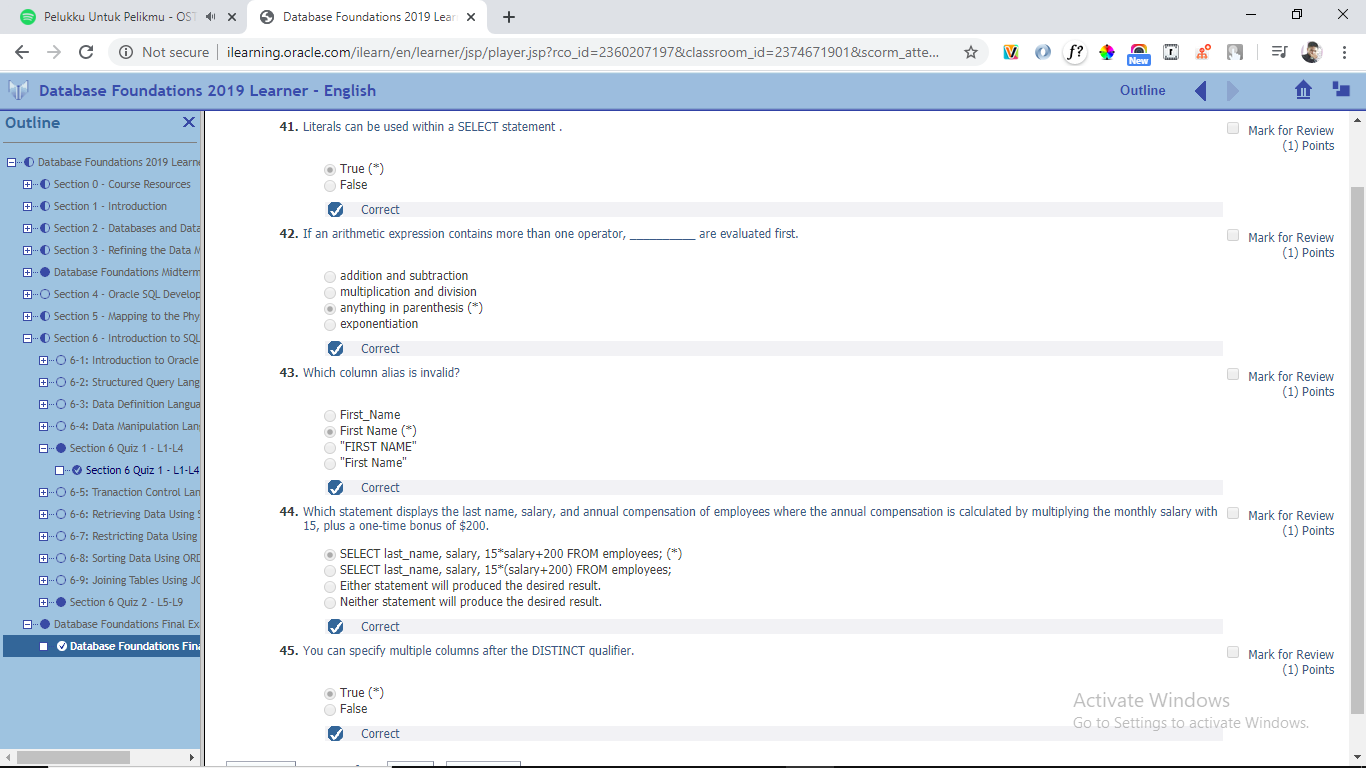 Pelukku Untuk Pelikmu - OST
Database Foundations 2019 Lear
Not secure | ilearning.oracle.com/ilearn/en/learner/jsp/player.jsp?rco_id=2360207197&classroom_id=2374671901&scorm_atte...
New
Database Foundations 2019 Learner - English
Outline
Outline
Database Foundations 2019 Learne
Section 0 - Course Resources
Section 1 - Introduction
Section 2 - Databases and Data
Section 3 - Refining the Data M
Database Foundations Midterm
Section 4 - Oracle SQL Develop
Section 5 - Mapping to the Phy
Section 6 - Introduction to SQL
6-1: Introduction to Oracle
6-2: Structured Query Lang
6-3: Data Definition Langua
6-4: Data Manipulation Lan
Section 6 Quiz 1 - L1-L4
Section 6 Quiz 1 - L1-L4
6-5: Tranaction Control Lan
6-6: Retrieving Data Using S
6-7: Restricting Data Using
6-8: Sorting Data Using ORD
6-9: Joining Tables Using JO
Section 6 Quiz 2 - L5-L9
Database Foundations Final Ex
Database Foundations Fina
41. Literals can be used within a SELECT statement .
Mark for Review
(1) Points
True (*)
False
Correct
42. If an arithmetic expression contains more than one operator, __________ are evaluated first.
Mark for Review
(1) Points
addition and subtraction
multiplication and division
anything in parenthesis (*)
exponentiation
Correct
43. Which column alias is invalid?
Mark for Review
(1) Points
First_Name
First Name (*)
"FIRST NAME"
"First Name"
Correct
44. Which statement displays the last name, salary, and annual compensation of employees where the annual compensation is calculated by multiplying the monthly salary with
15, plus a one-time bonus of $200.
Mark for Review
(1) Points
SELECT last_name, salary, 15*salary+200 FROM employees; (*)
SELECT last_name, salary, 15*(salary+200) FROM employees;
Either statement will produced the desired result.
Neither statement will produce the desired result.
Correct
45. You can specify multiple columns after the DISTINCT qualifier.
Mark for Review
(1) Points
True (*)
False
Correct
Activate Windows
Go to Settings to activate Windows.